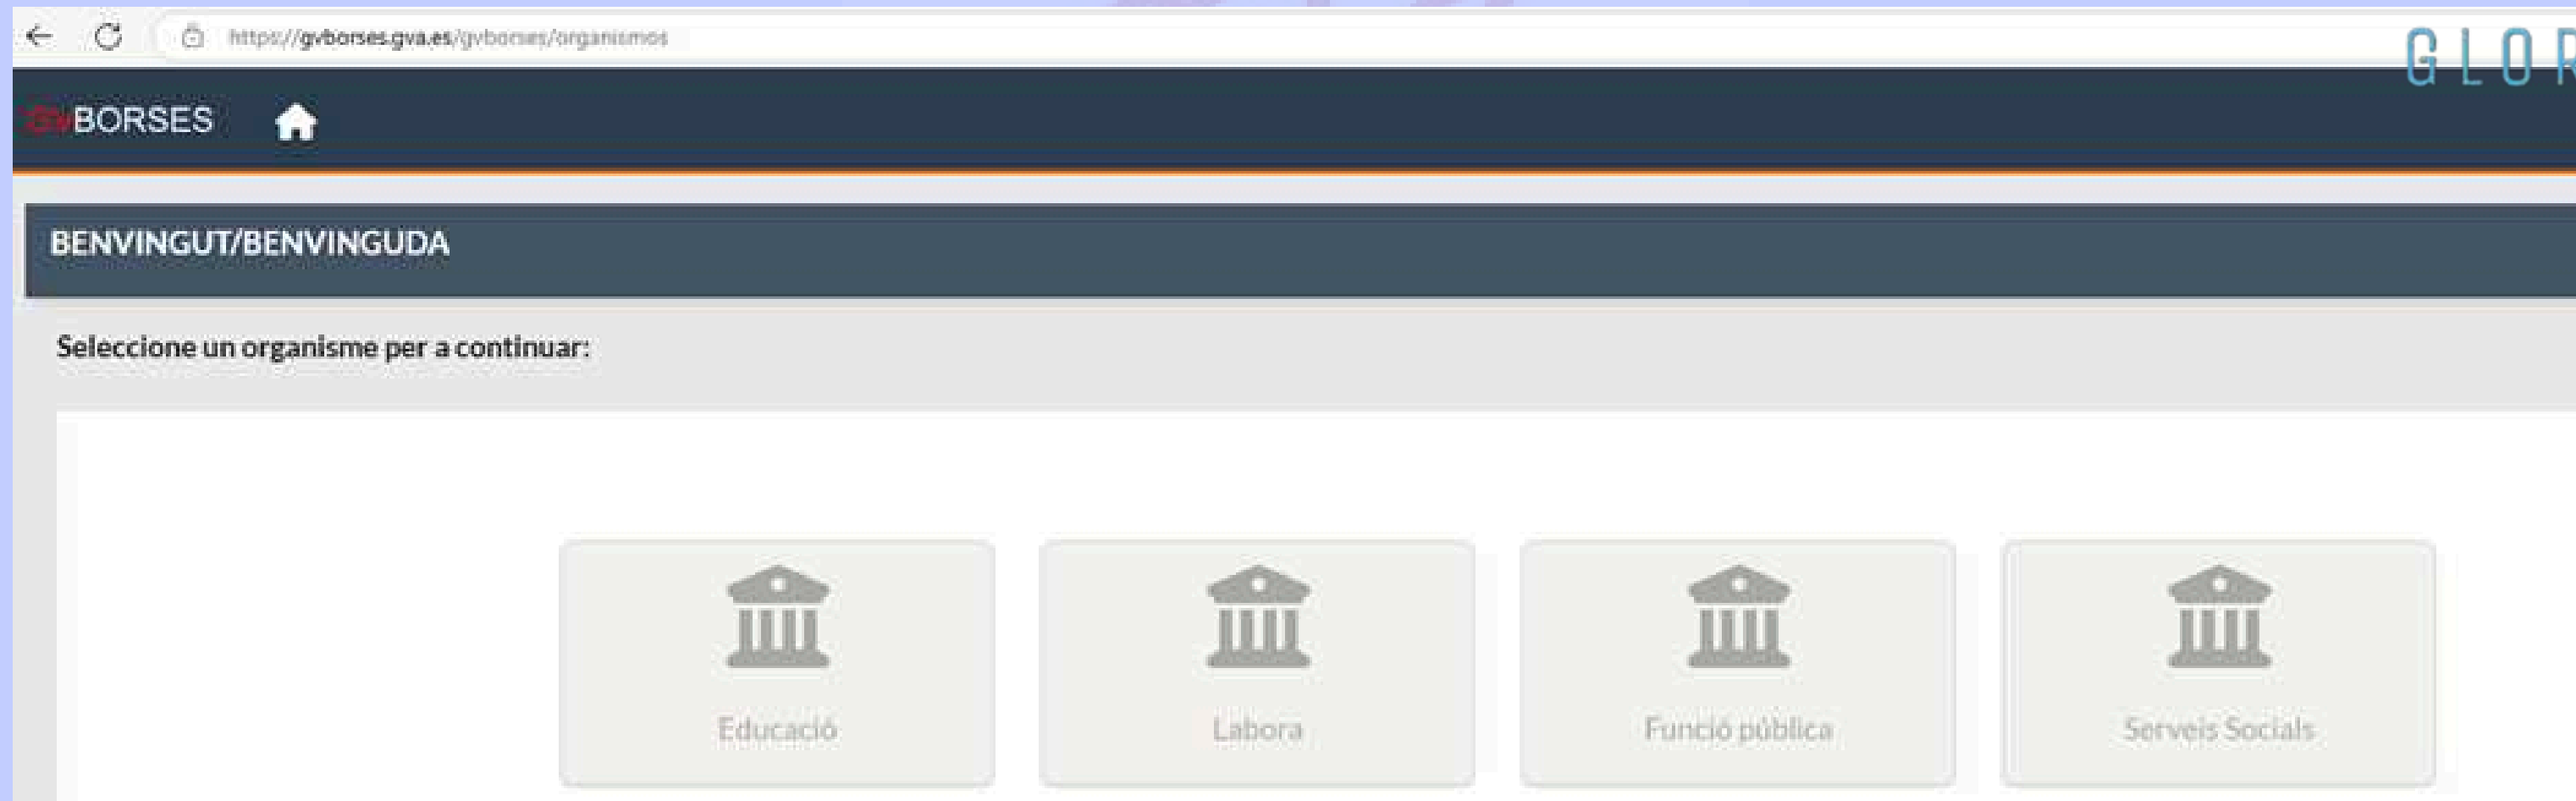 https://gvborses.gva.es/gvborses/organismos
GLOR
GVBORSES
BENVINGUT/BENVINGUDA
Seleccione un organisme per a continuar:
Educació
Labora
Funció pública
Serveis Socials